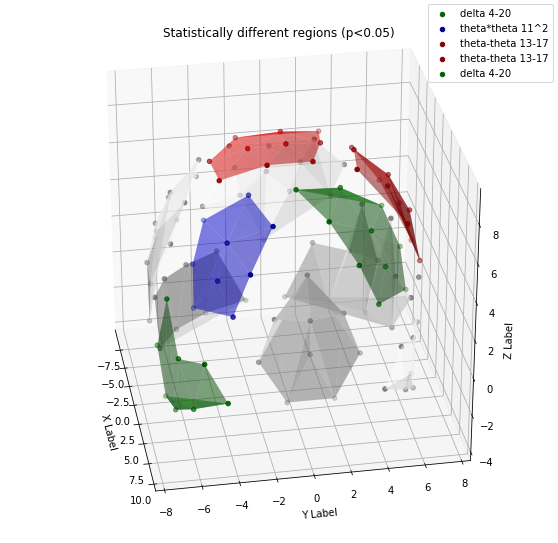 delta 4-20
theta*theta 11^2
theta-theta 13-17
theta-theta 13-17
delta 4-20
Statistically different regions (p<0.05)
8
6
4
2
0
−2
−4
Z Label
−7.5
−5.0
−2.5
0.0
2.5
5.0
7.5
10.0
X Label
−8
−6
−4
−2
0
2
4
6
8
Y Label